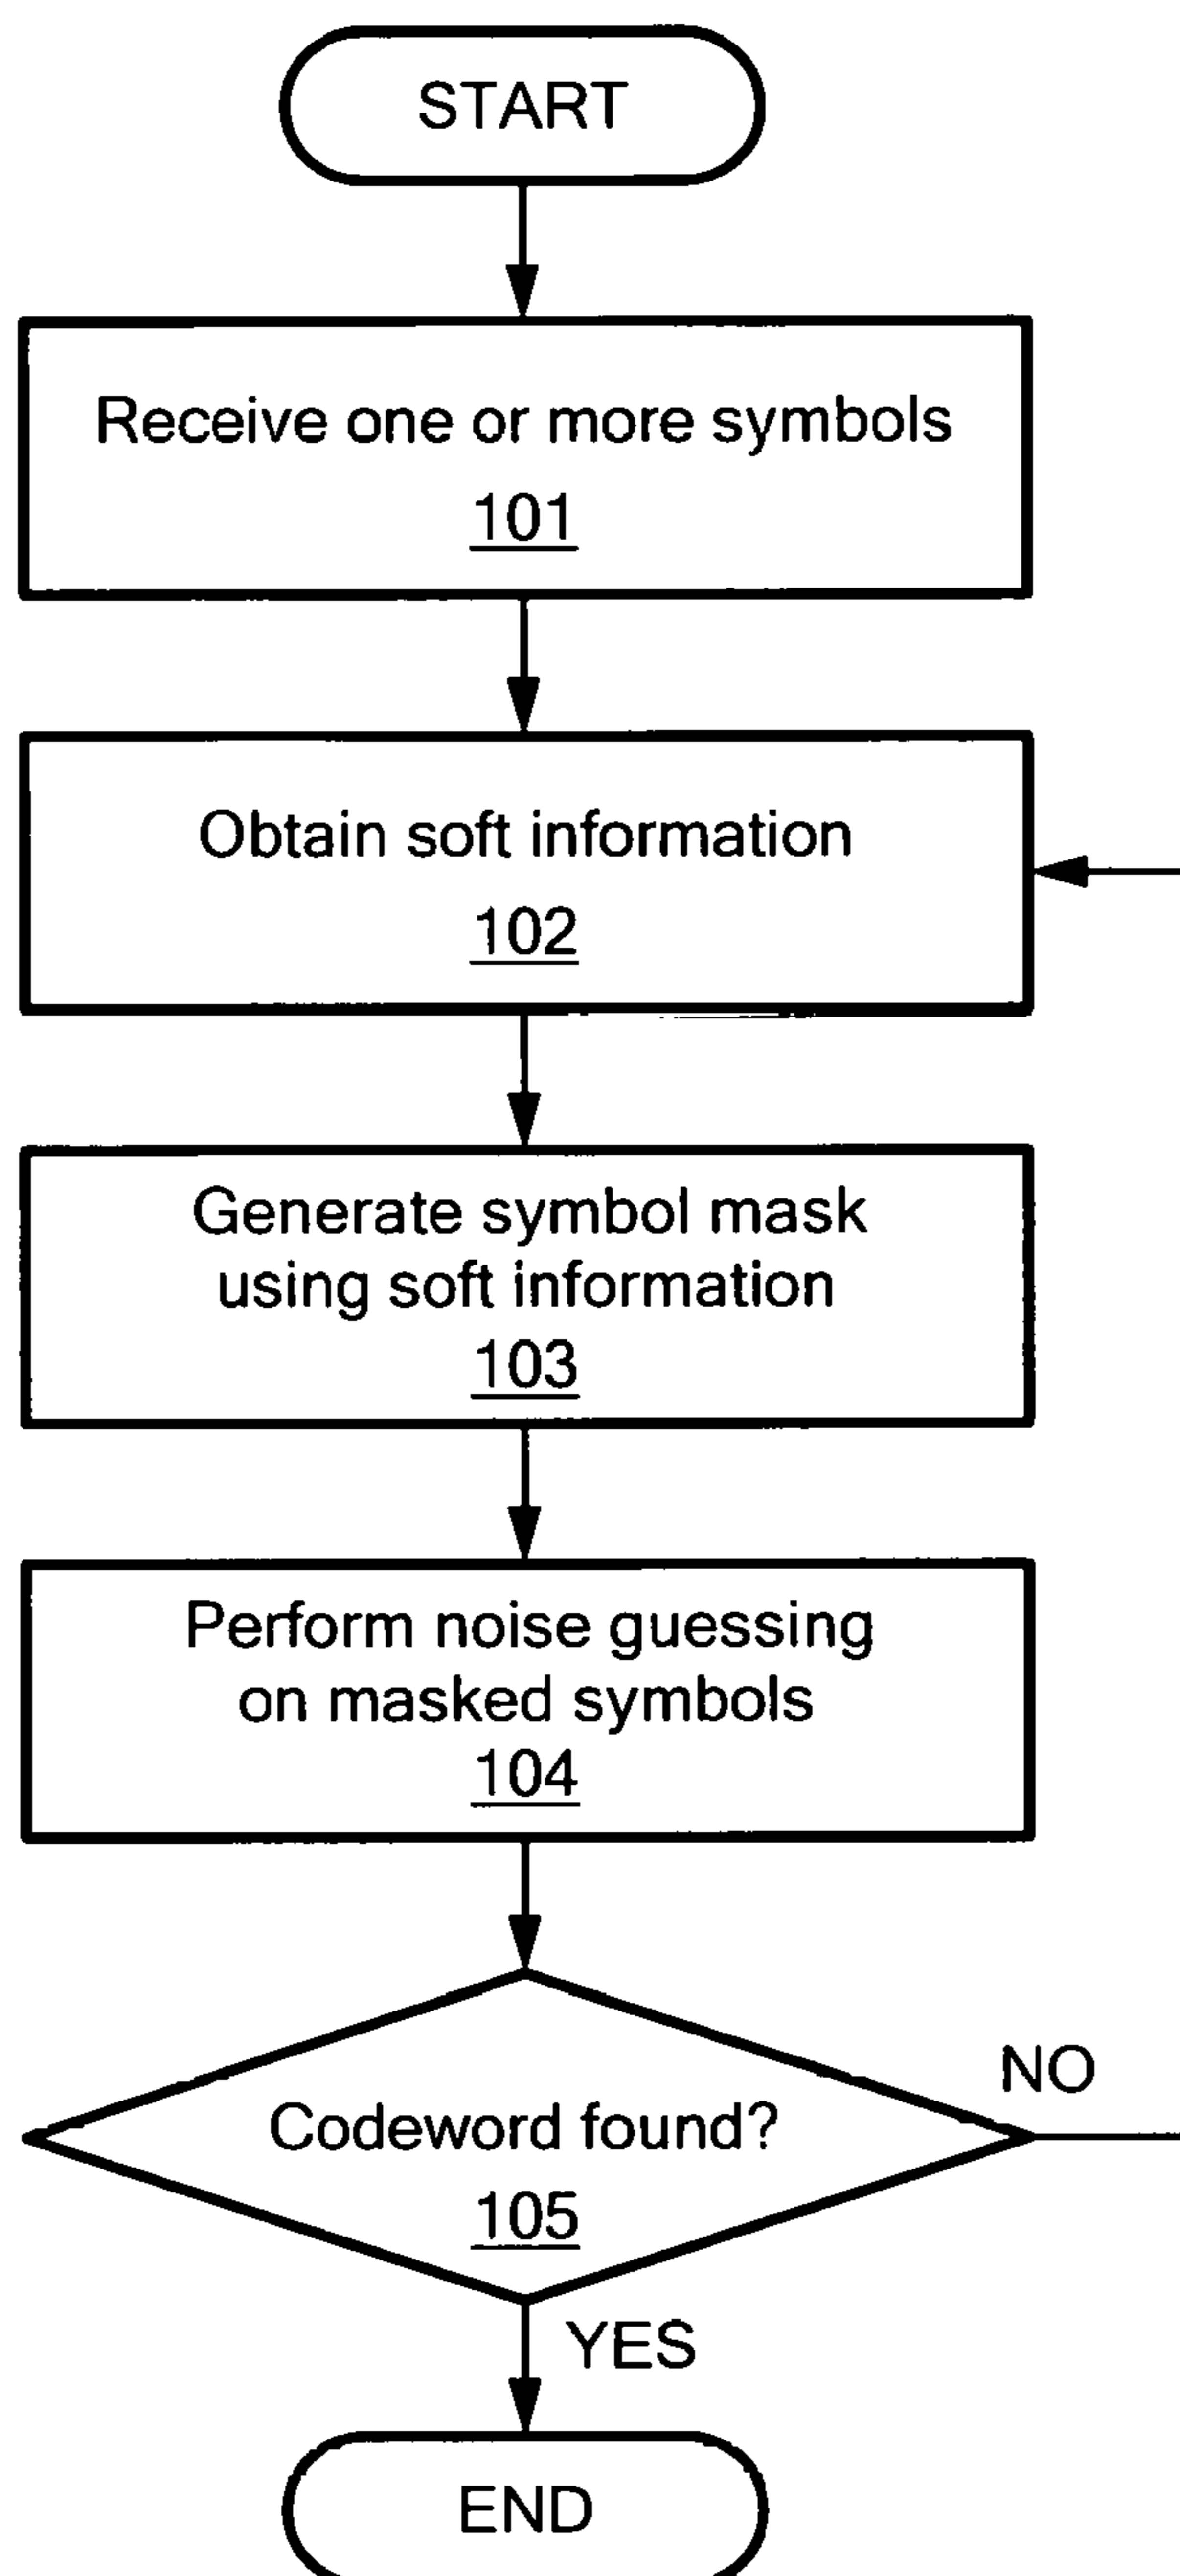 START
Receive one or more symbols
101
Obtain soft information
102
Generate symbol mask
using soft information
103
Perform noise guessing
on masked symbols
104
Codeword found?
105
NO
YES
END